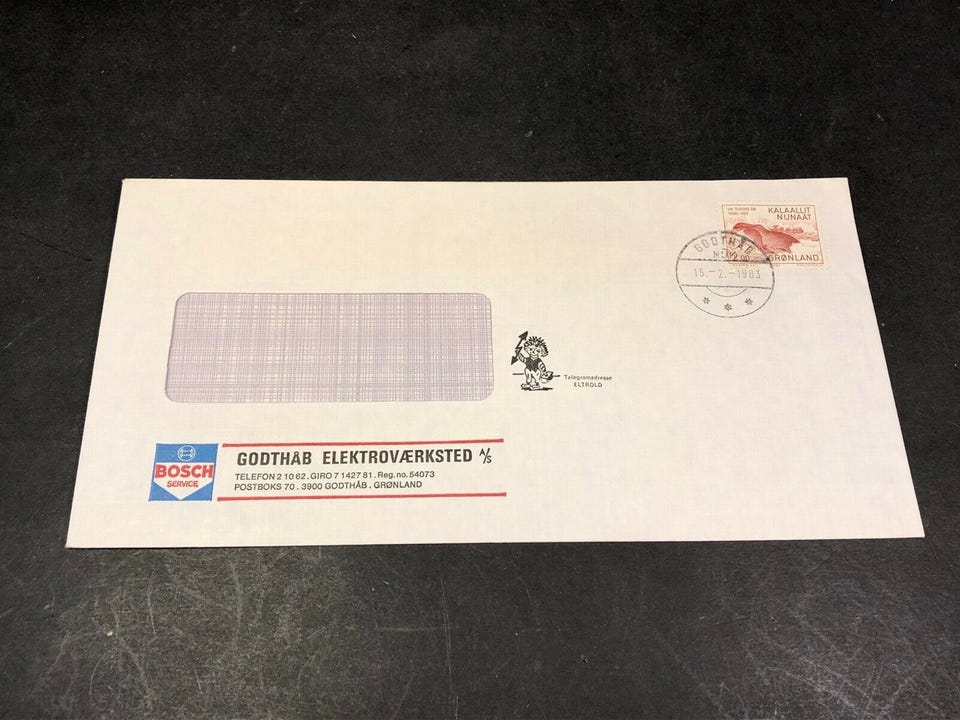 KALAALLIT
NUNAAT
GRØNLAND
GODTHÅB
15.-2.-1983
Telegramadresse
ELTROLD
BOSCH
SERVICE
GODTHÅB ELEKTROVÆRKSTED A/S
TELEFON 2 10 62 . GIRO 7 1427 81 . Reg. no. 54073
POSTBOKS 70 . 3900 GODTHÅB . GRØNLAND